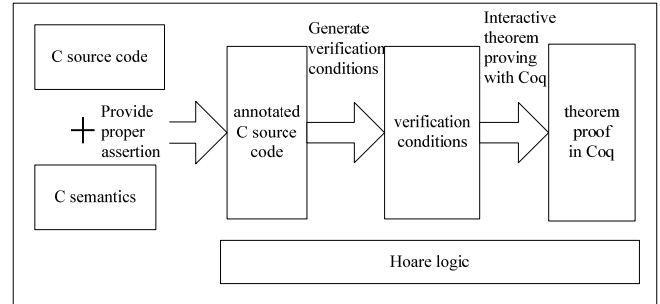 C source code
+
Provide
proper
assertion
C semantics
annotated
C source
code
Generate
verification
conditions
verification
conditions
Interactive
theorem
proving
with Coq
theorem
proof
in Coq
Hoare logic